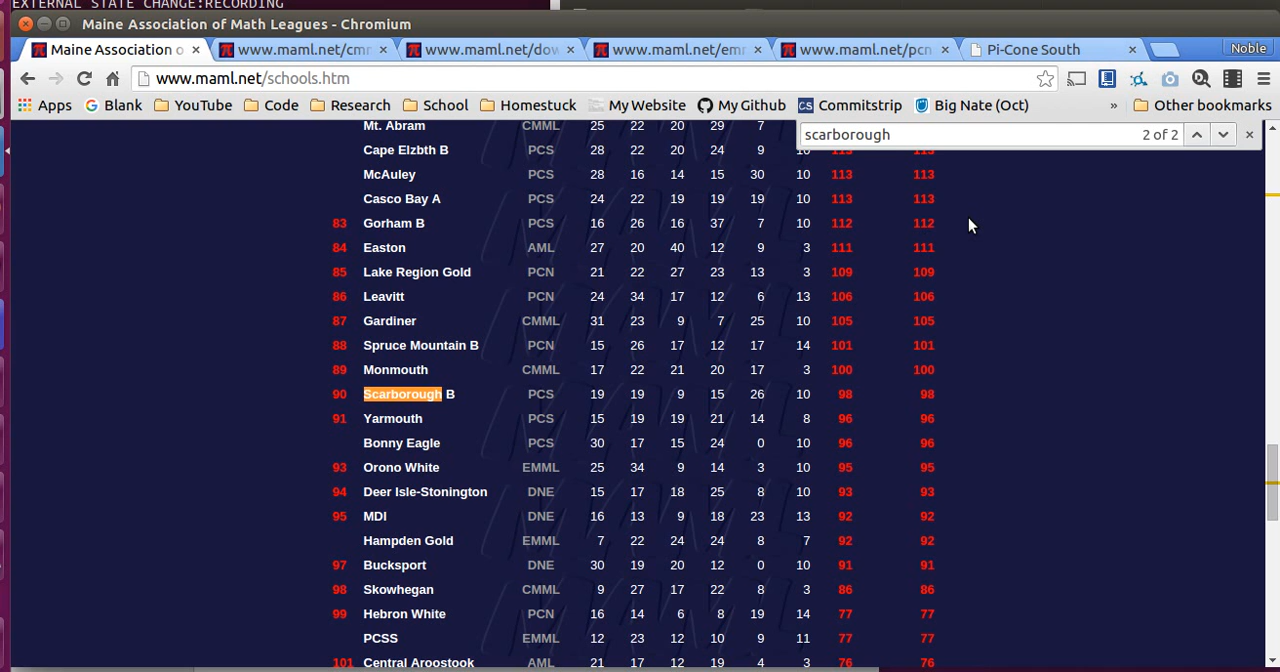 EXTERNAL STATE CHANGE:RECORDING
Maine Association of Math Leagues - Chromium
Maine Association o www.maml.net/cmr www.maml.net/dow www.maml.net/emr www.maml.net/pcn Pi-Cone South Noble
www.maml.net/schools.htm
Apps Blank YouTube Code Research School Homestuck My Website My Github CS Commitstrip Big Nate (Oct) » Other bookmarks
scarborough 2 of 2
Mt. Abram CMML 25 22 20 29 7
Cape Elzbth B PCS 28 22 20 24 9 10 113 113
McAuley PCS 28 16 14 15 30 10 113 113
Casco Bay A PCS 24 22 19 19 19 10 113 113
83 Gorham B PCS 16 26 16 37 7 10 112 112
84 Easton AML 27 20 40 12 9 3 111 111
85 Lake Region Gold PCN 21 22 27 23 13 3 109 109
86 Leavitt PCN 24 34 17 12 6 13 106 106
87 Gardiner CMML 31 23 9 7 25 10 105 105
88 Spruce Mountain B PCN 15 26 17 12 17 14 101 101
89 Monmouth CMML 17 22 21 20 17 3 100 100
90 Scarborough B PCS 19 19 9 15 26 10 98 98
91 Yarmouth PCS 15 19 19 21 14 8 96 96
Bonny Eagle PCS 30 17 15 24 0 10 96 96
93 Orono White EMML 25 34 9 14 3 10 95 95
94 Deer Isle-Stonington DNE 15 17 18 25 8 10 93 93
95 MDI DNE 16 13 9 18 23 13 92 92
Hampden Gold EMML 7 22 24 24 8 7 92 92
97 Bucksport DNE 30 19 20 12 0 10 91 91
98 Skowhegan CMML 9 27 17 22 8 3 86 86
99 Hebron White PCN 16 14 6 8 19 14 77 77
PCSS EMML 12 23 12 10 9 11 77 77
101 Central Aroostook AML 21 17 12 19 4 3 76 76